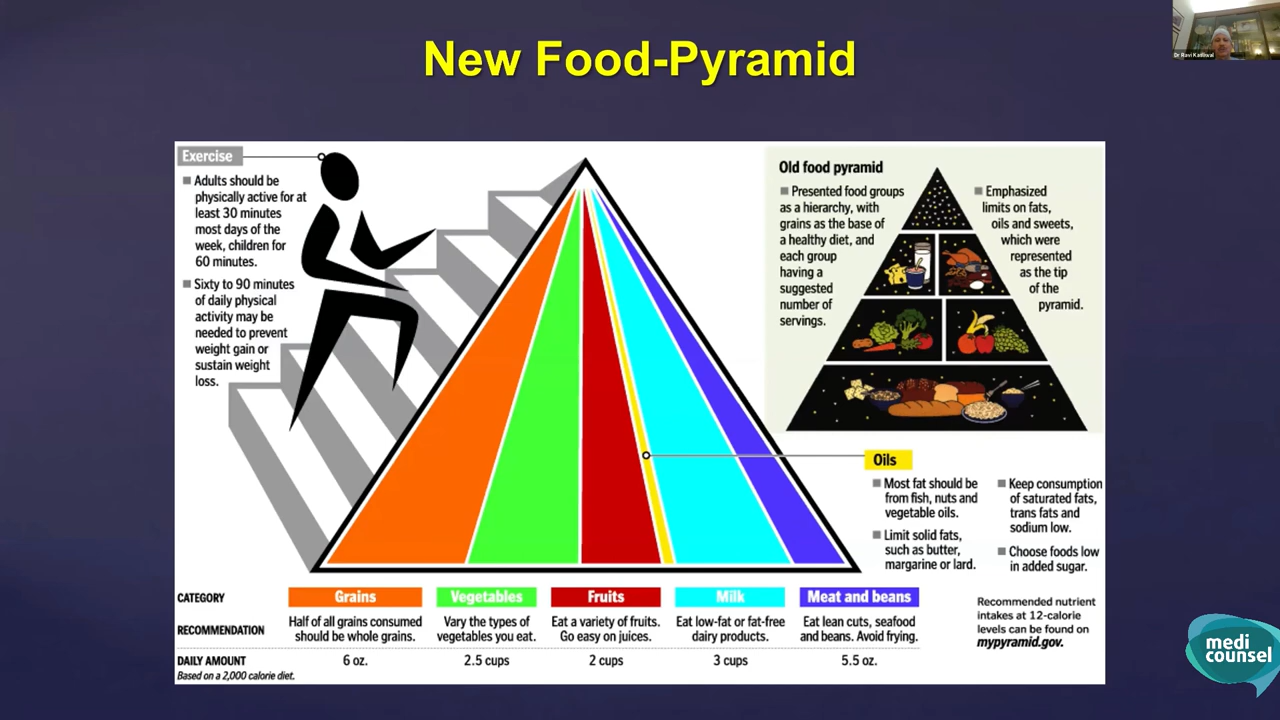 New Food-Pyramid
Dr Ravi Kasliwal
Exercise
Adults should be
physically active for at
least 30 minutes
most days of the
week, children for
60 minutes.
Sixty to 90 minutes
of daily physical
activity may be
needed to prevent
weight gain or
sustain weight
loss.
Old food pyramid
Presented food groups
as a hierarchy, with
grains as the base of
a healthy diet, and
each group
having a
suggested
number of
servings.
Emphasized
limits on fats,
oils and sweets,
which were
represented
as the tip
of the
pyramid.
Oils
Most fat should be
from fish, nuts and
vegetable oils.
Limit solid fats,
such as butter,
margarine or lard.
Keep consumption
of saturated fats,
trans fats and
sodium low.
Choose foods low
in added sugar.
CATEGORY
Grains
Vegetables
Fruits
Milk
Meat and beans
RECOMMENDATION
Half of all grains consumed
should be whole grains.
Vary the types of
vegetables you eat.
Eat a variety of fruits.
Go easy on juices.
Eat low-fat or fat-free
dairy products.
Eat lean cuts, seafood
and beans. Avoid frying.
DAILY AMOUNT
Based on a 2,000 calorie diet.
6 oz.
2.5 cups
2 cups
3 cups
5.5 oz.
Recommended nutrient
intakes at 12-calorie
levels can be found on
mypyramid.gov.
medi
counsel